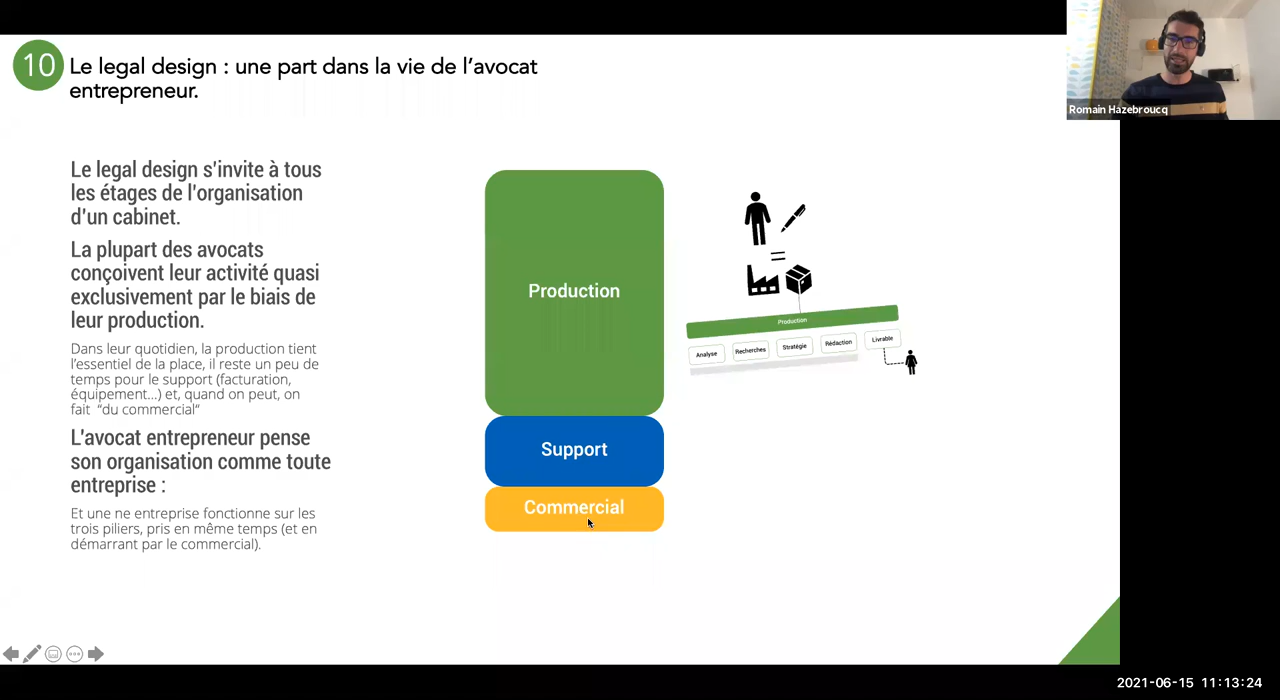 10
Le legal design : une part dans la vie de l’avocat
entrepreneur.
Romain Hazebroucq
Le legal design s’invite à tous
les étages de l’organisation
d’un cabinet.
La plupart des avocats
conçoivent leur activité quasi
exclusivement par le biais de
leur production.
Dans leur quotidien, la production tient
l’essentiel de la place, il reste un peu de
temps pour le support (facturation,
équipement…) et, quand on peut, on
fait “du commercial“
L’avocat entrepreneur pense
son organisation comme toute
entreprise :
Et une ne entreprise fonctionne sur les
trois piliers, pris en même temps (et en
démarrant par le commercial).
Production
Support
Commercial
Production
Analyse
Recherches
Stratégie
Rédaction
Livrable
2021-06-15 11:13:24